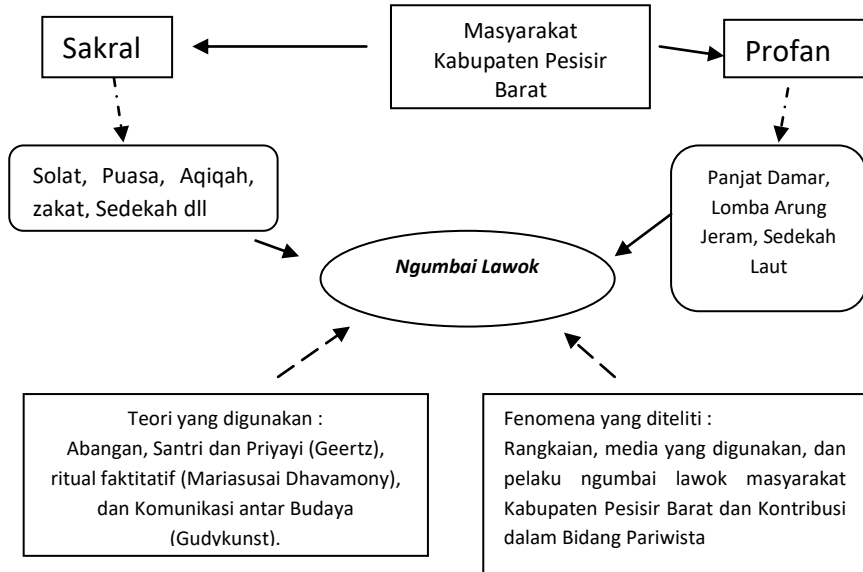 Sakral
Masyarakat
Kabupaten Pesisir
Barat
Profan
Solat, Puasa, Aqiqah,
zakat, Sedekah dll
Panjat Damar,
Lomba Arung
Jeram, Sedekah
Laut
Ngumbai Lawok
Teori yang digunakan :
Abangan, Santri dan Priyayi (Geertz),
ritual faktitatif (Mariasusai Dhavamony),
dan Komunikasi antar Budaya
(Gudykunst).
Fenomena yang diteliti :
Rangkaian, media yang digunakan, dan
pelaku ngumbai lawok masyarakat
Kabupaten Pesisir Barat dan Kontribusi
dalam Bidang Pariwista